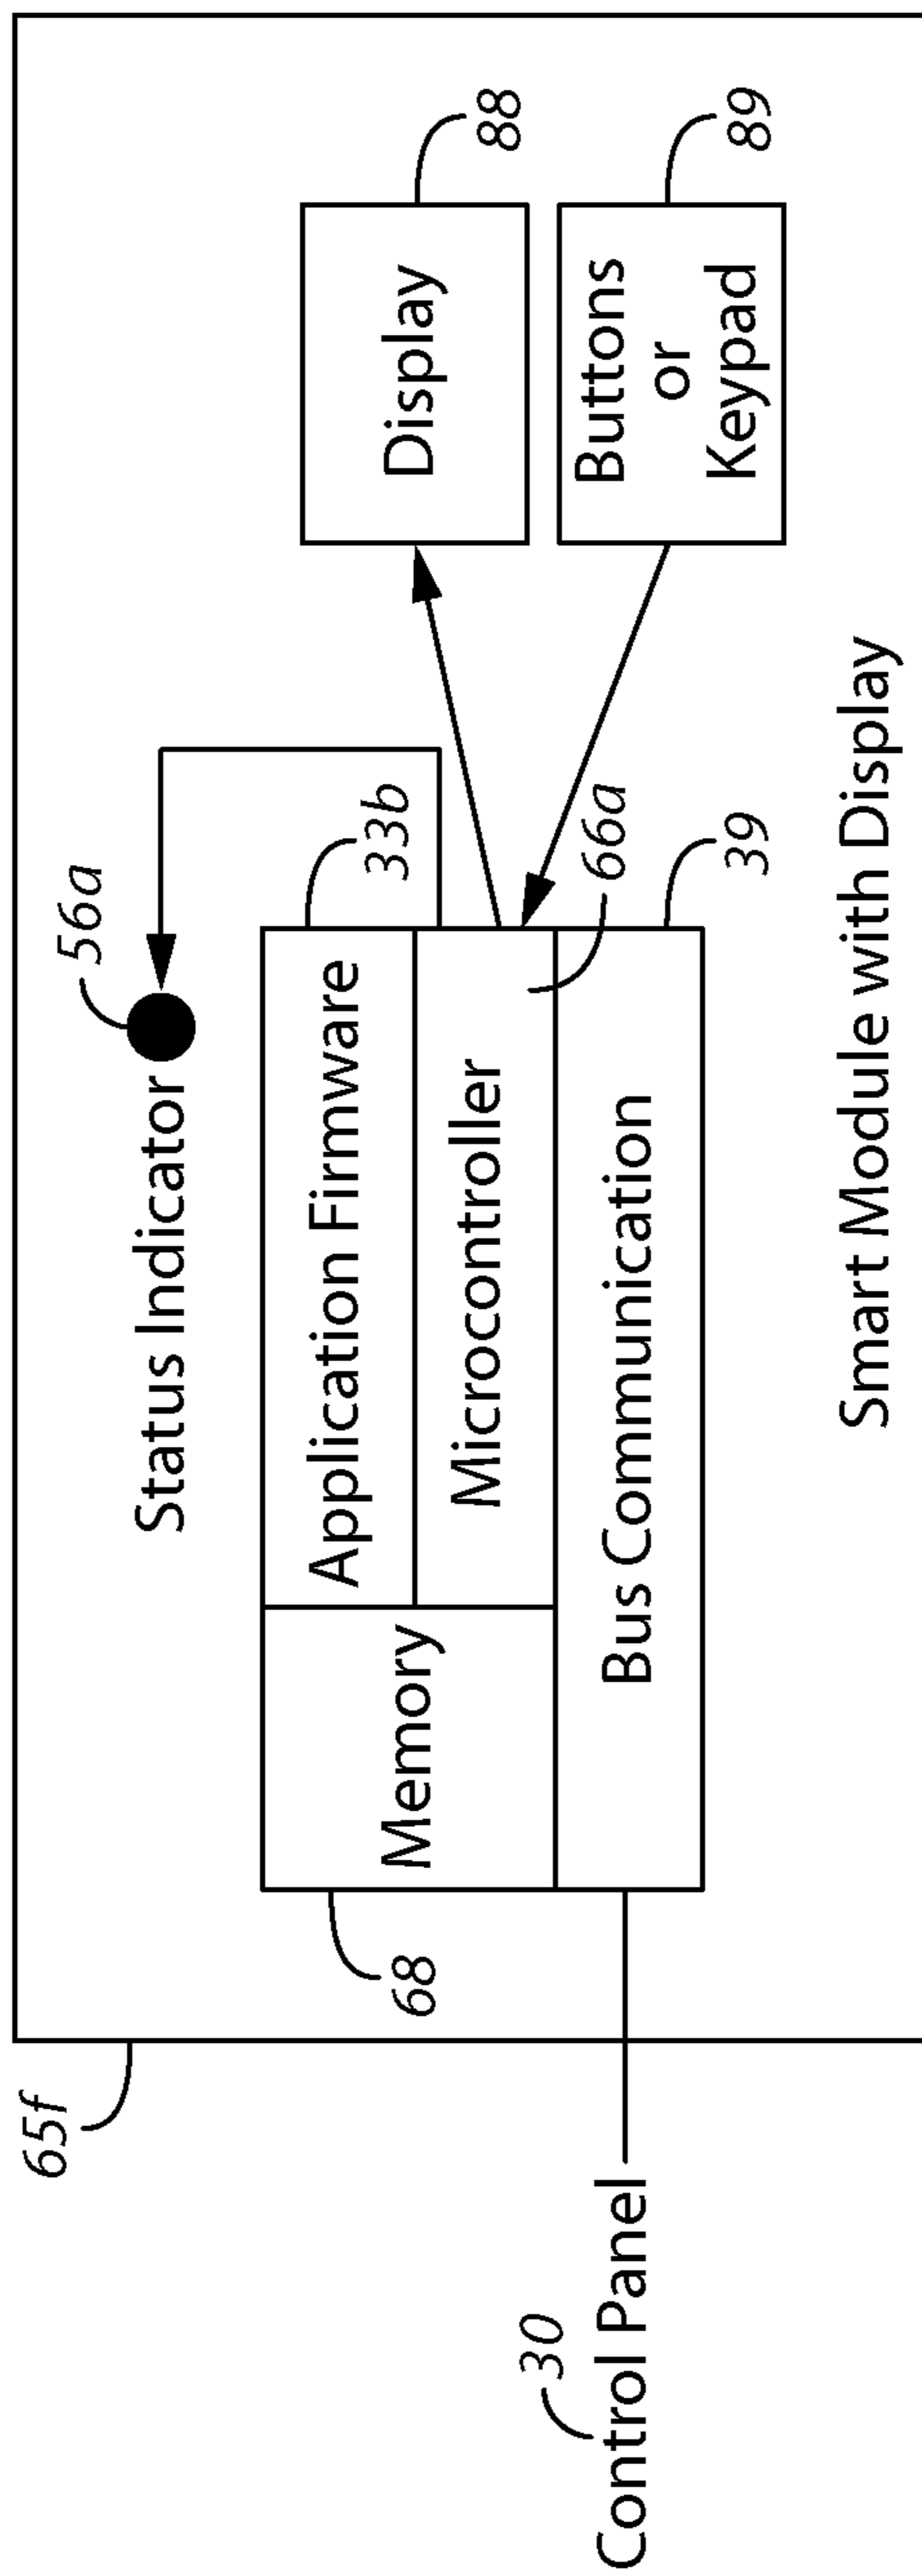 65f
56a
Status Indicator
68
Memory
Application Firmware
33b
Display
88
Microcontroller
66a
30
Control Panel
Bus Communication
39
Buttons
or
Keypad
89
Smart Module with Display